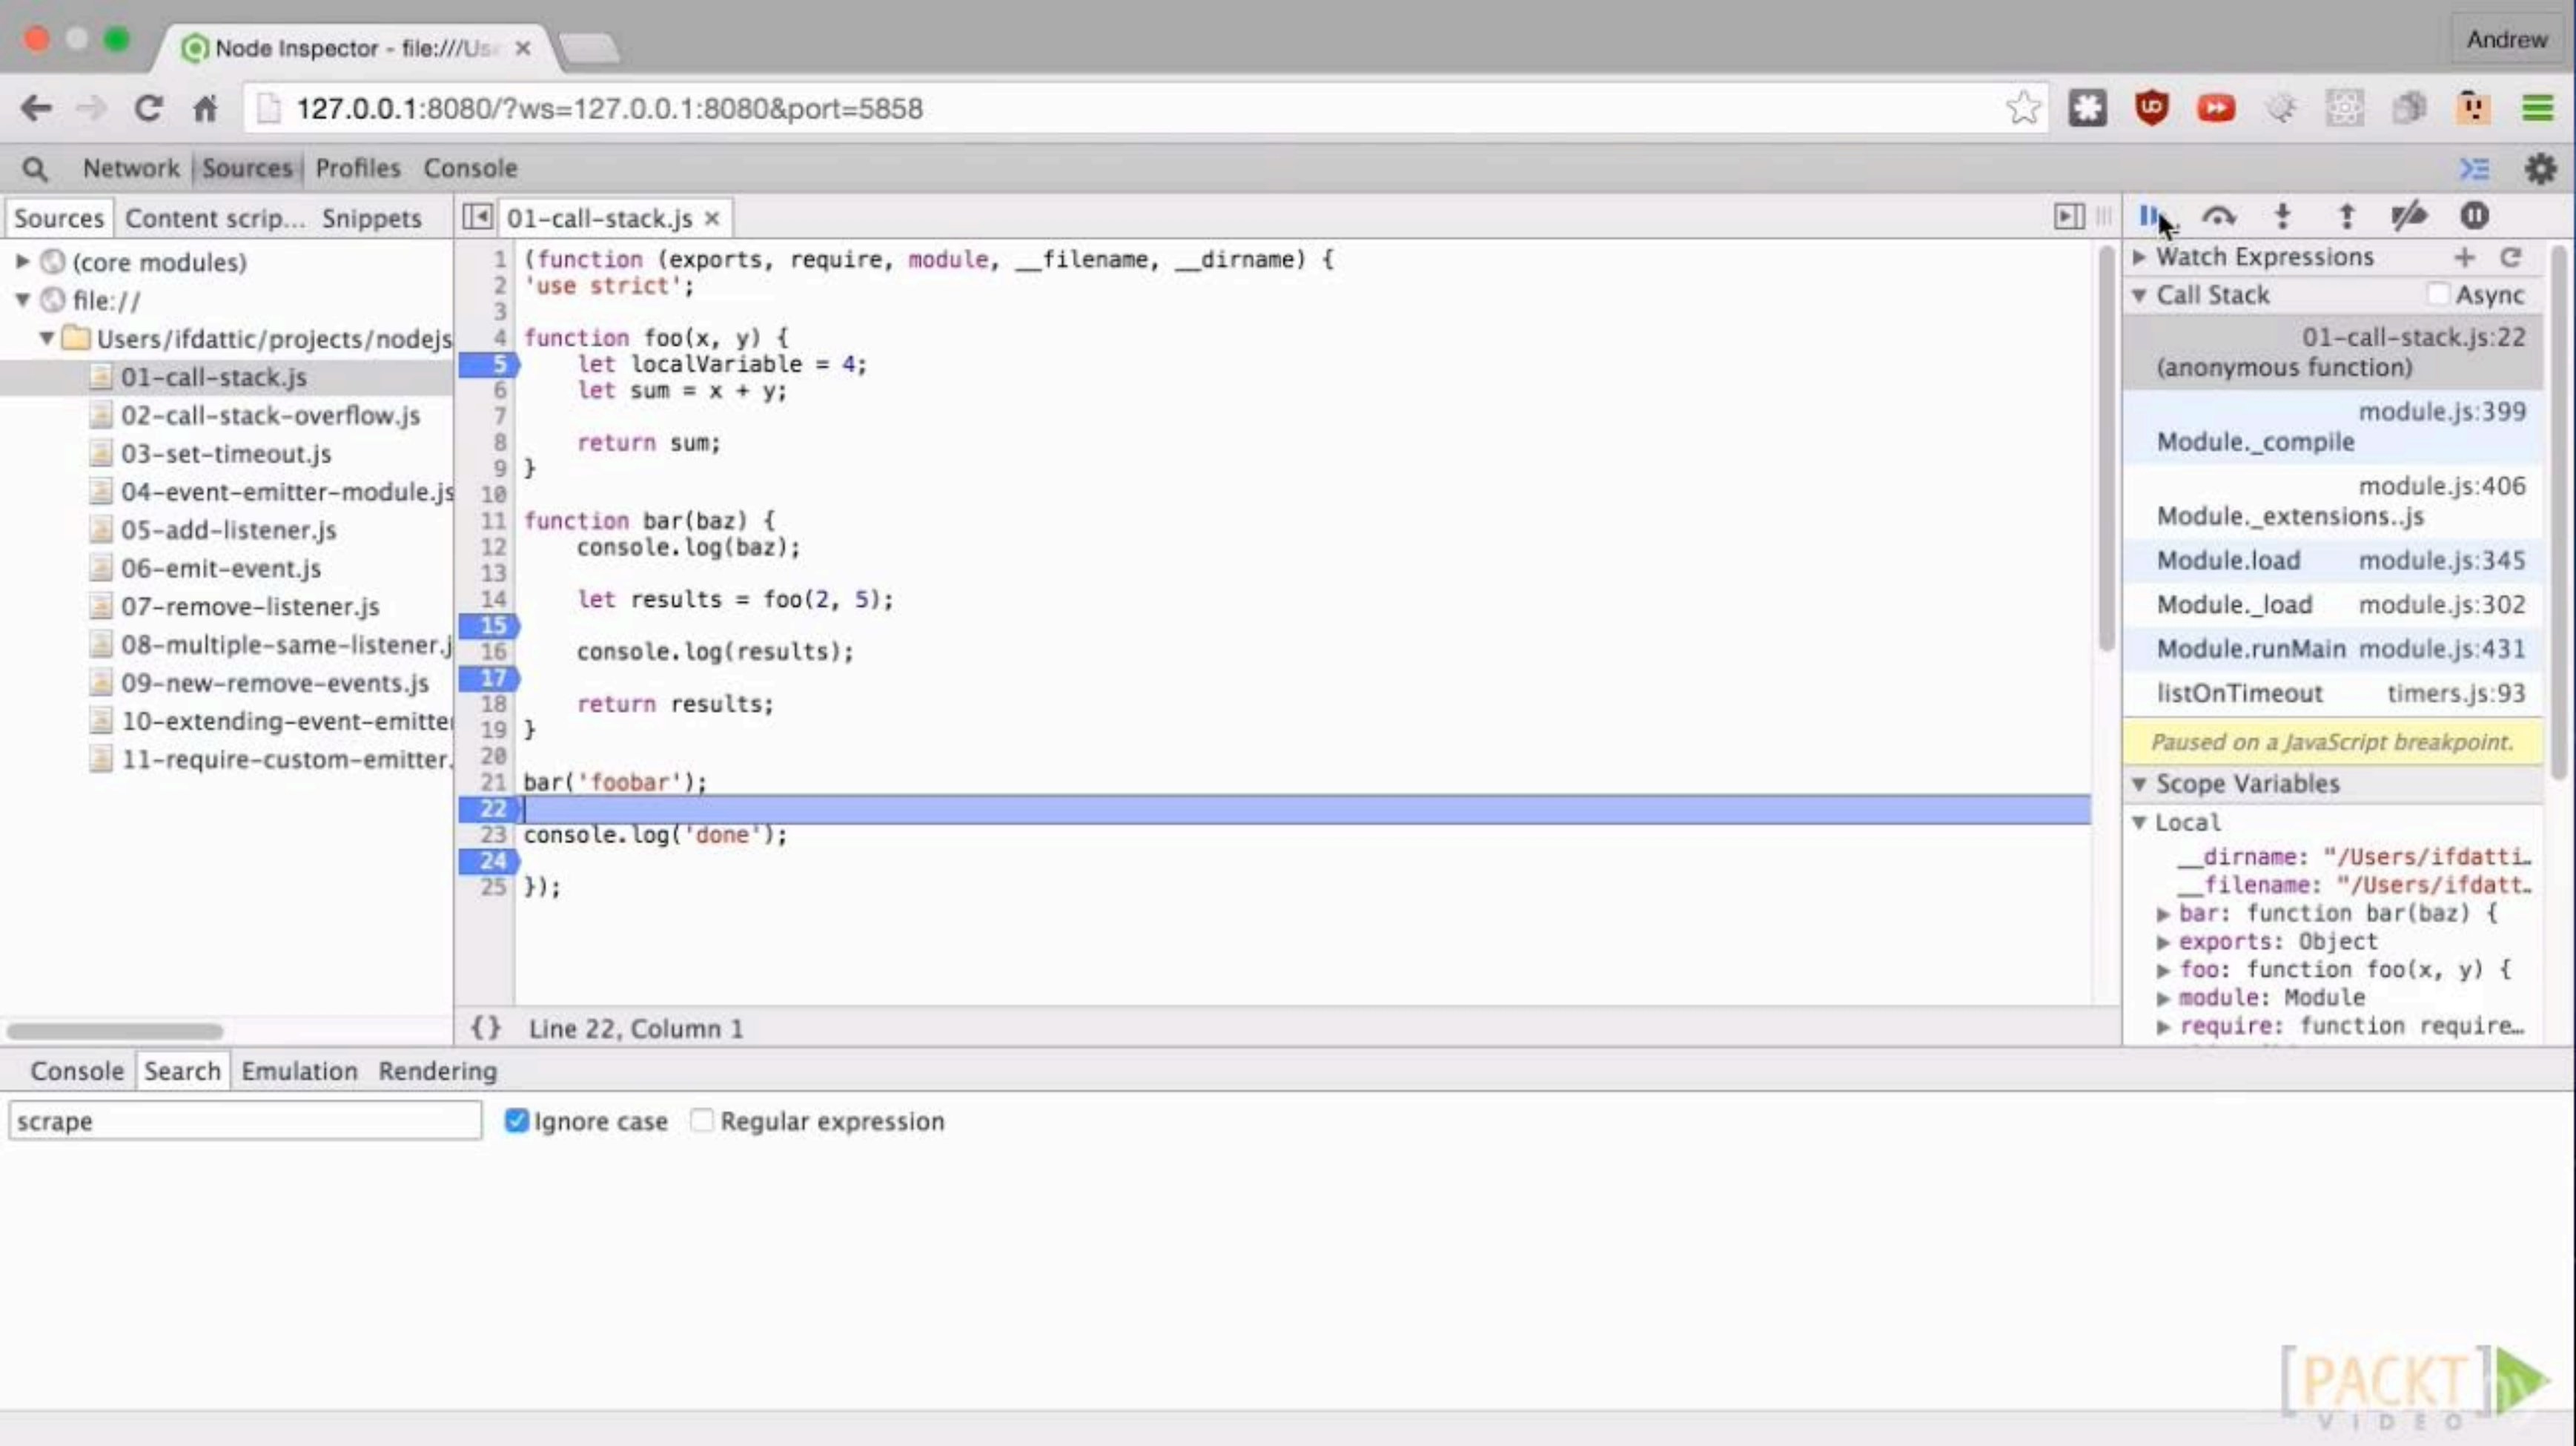 Node Inspector - file:///Us
Andrew
127.0.0.1:8080/?ws=127.0.0.1:8080&port=5858
Network Sources Profiles Console
Sources Content scrip... Snippets
01-call-stack.js
(core modules)
file://
Users/ifdattic/projects/nodejs
01-call-stack.js
02-call-stack-overflow.js
03-set-timeout.js
04-event-emitter-module.js
05-add-listener.js
06-emit-event.js
07-remove-listener.js
08-multiple-same-listener.j
09-new-remove-events.js
10-extending-event-emitte
11-require-custom-emitter.
1 (function (exports, require, module, __filename, __dirname) {
2 'use strict';
3
4 function foo(x, y) {
5 let localVariable = 4;
6 let sum = x + y;
7
8 return sum;
9 }
10
11 function bar(baz) {
12 console.log(baz);
13
14 let results = foo(2, 5);
15
16 console.log(results);
17
18 return results;
19 }
20
21 bar('foobar');
22
23 console.log('done');
24
25 });
{} Line 22, Column 1
Watch Expressions
Call Stack Async
01-call-stack.js:22
(anonymous function)
module.js:399
Module._compile
module.js:406
Module._extensions..js
Module.load module.js:345
Module._load module.js:302
Module.runMain module.js:431
listOnTimeout timers.js:93
Paused on a JavaScript breakpoint.
Scope Variables
Local
__dirname: "/Users/ifdatti…
__filename: "/Users/ifdatt…
bar: function bar(baz) {
exports: Object
foo: function foo(x, y) {
module: Module
require: function require…
Console Search Emulation Rendering
scrape Ignore case Regular expression
[PACKT]
VIDEO